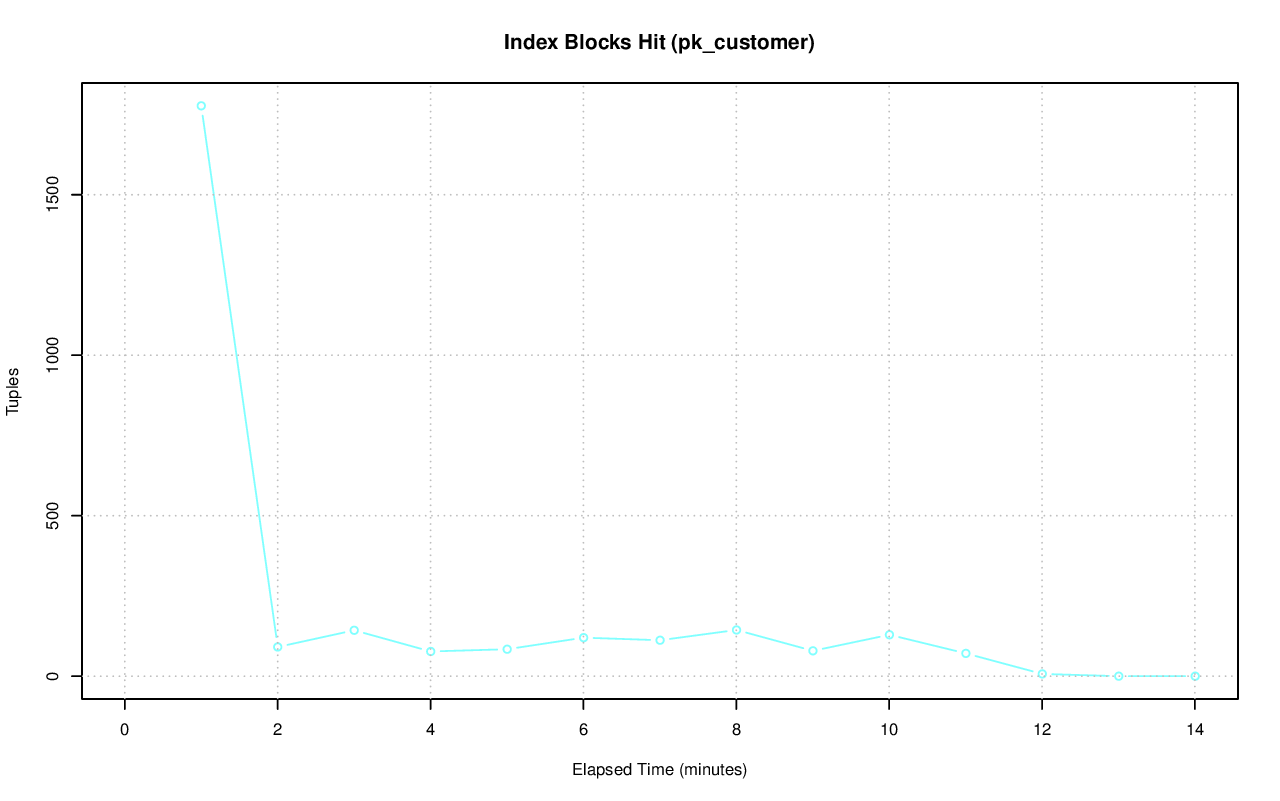 Index Blocks Hit (pk_customer)
Tuples
1500
1000
500
0
0 2 4 6 8 10 12 14
Elapsed Time (minutes)